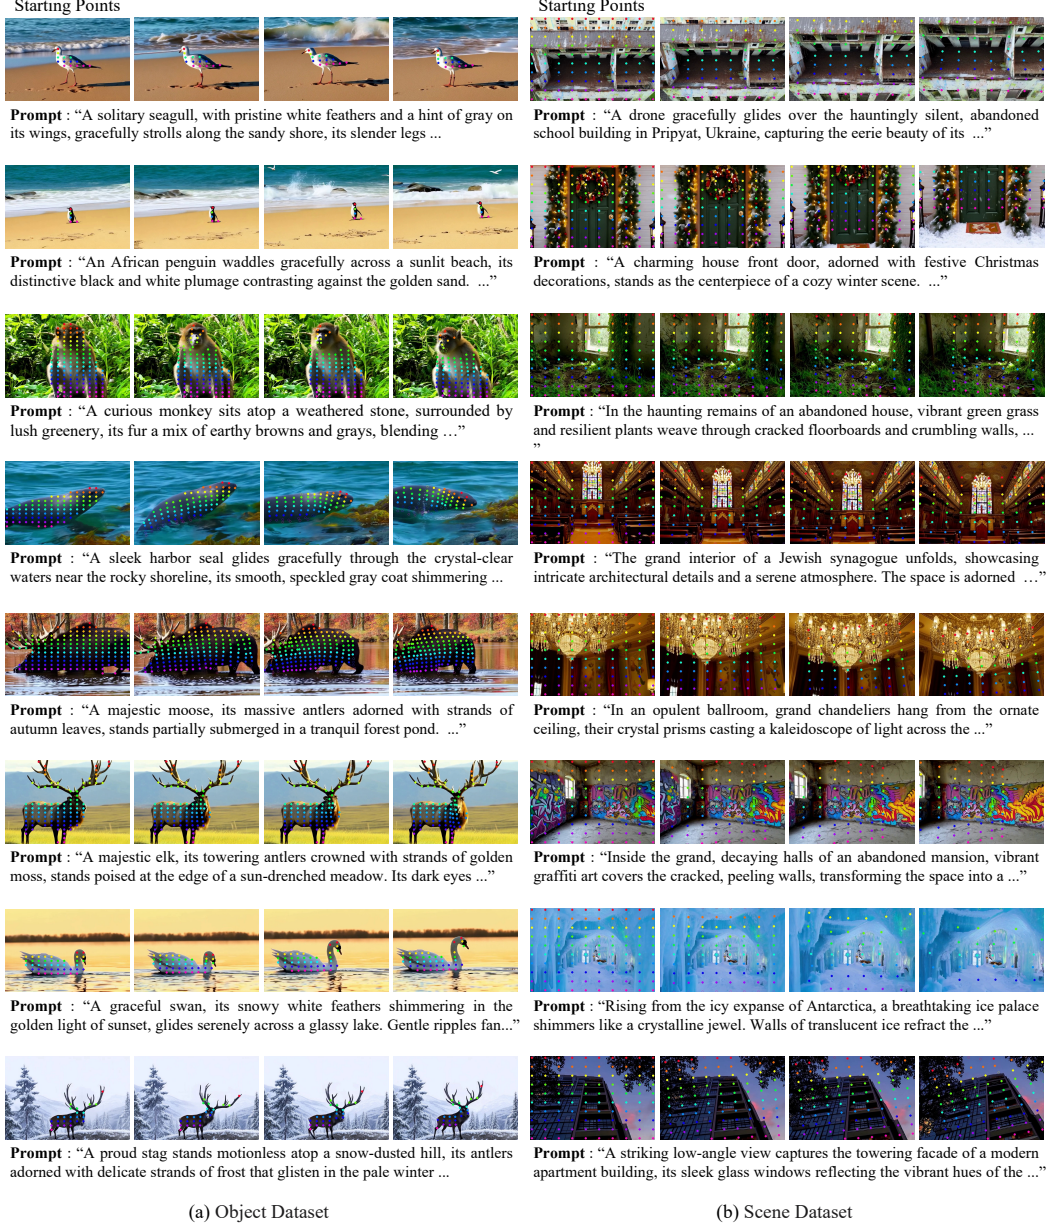 Starting Points
Prompt : “A solitary seagull, with pristine white feathers and a hint of gray on
its wings, gracefully strolls along the sandy shore, its slender legs ...
Prompt : “An African penguin waddles gracefully across a sunlit beach, its
distinctive black and white plumage contrasting against the golden sand. ...”
Prompt : “A curious monkey sits atop a weathered stone, surrounded by
lush greenery, its fur a mix of earthy browns and grays, blending …”
Prompt : “A sleek harbor seal glides gracefully through the crystal-clear
waters near the rocky shoreline, its smooth, speckled gray coat shimmering ...
Prompt : “A majestic moose, its massive antlers adorned with strands of
autumn leaves, stands partially submerged in a tranquil forest pond. ...”
Prompt : “A majestic elk, its towering antlers crowned with strands of golden
moss, stands poised at the edge of a sun-drenched meadow. Its dark eyes ...”
Prompt : “A graceful swan, its snowy white feathers shimmering in the
golden light of sunset, glides serenely across a glassy lake. Gentle ripples fan...”
Prompt : “A proud stag stands motionless atop a snow-dusted hill, its antlers
adorned with delicate strands of frost that glisten in the pale winter ...
(a) Object Dataset
Starting Points
Prompt : “A drone gracefully glides over the hauntingly silent, abandoned
school building in Pripyat, Ukraine, capturing the eerie beauty of its ...”
Prompt : “A charming house front door, adorned with festive Christmas
decorations, stands as the centerpiece of a cozy winter scene. ...”
Prompt : “In the haunting remains of an abandoned house, vibrant green grass
and resilient plants weave through cracked floorboards and crumbling walls, ...
”
Prompt : “The grand interior of a Jewish synagogue unfolds, showcasing
intricate architectural details and a serene atmosphere. The space is adorned …”
Prompt : “In an opulent ballroom, grand chandeliers hang from the ornate
ceiling, their crystal prisms casting a kaleidoscope of light across the ...”
Prompt : “Inside the grand, decaying halls of an abandoned mansion, vibrant
graffiti art covers the cracked, peeling walls, transforming the space into a ...”
Prompt : “Rising from the icy expanse of Antarctica, a breathtaking ice palace
shimmers like a crystalline jewel. Walls of translucent ice refract the ...”
Prompt : “A striking low-angle view captures the towering facade of a modern
apartment building, its sleek glass windows reflecting the vibrant hues of the ...”
(b) Scene Dataset